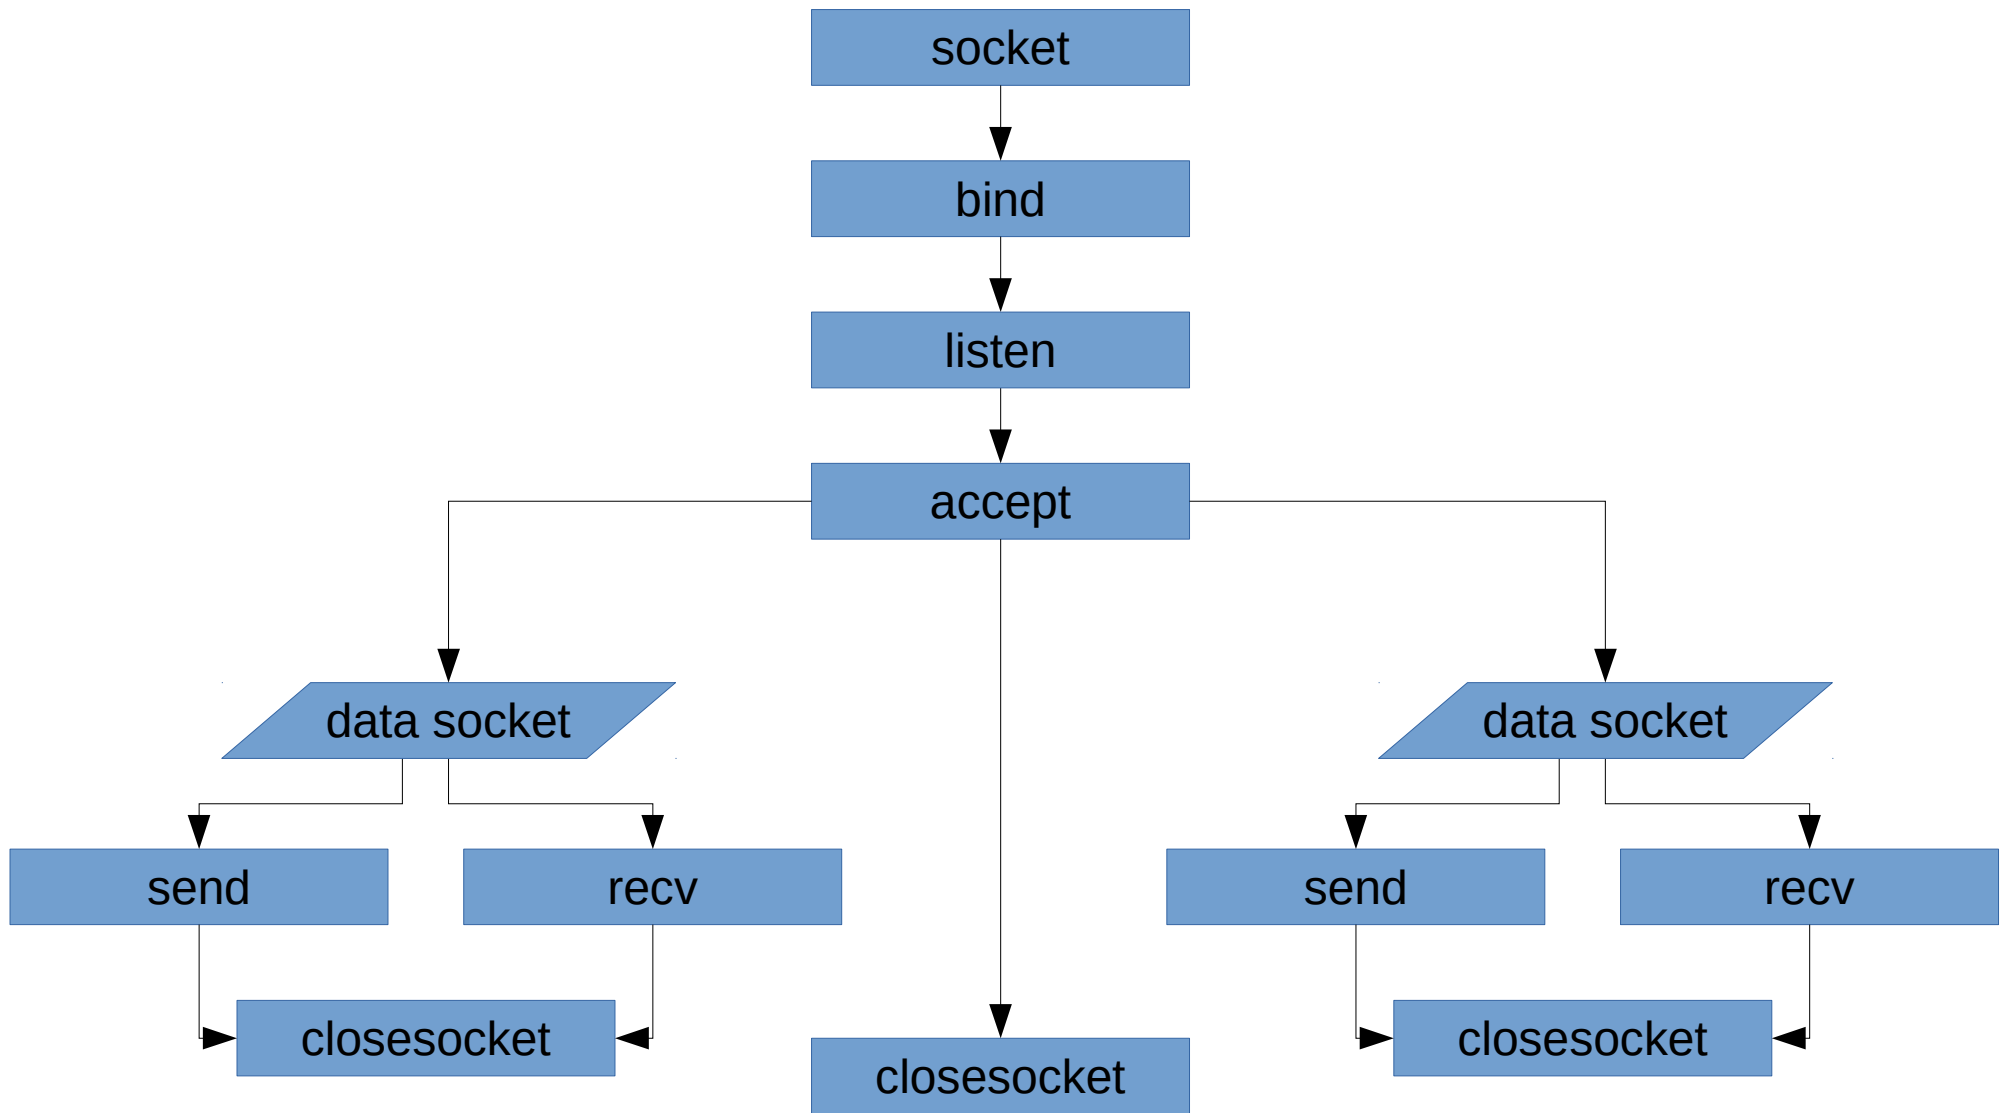 socket
bind
listen
accept
data socket
data socket
send
recv
send
recv
closesocket
closesocket
closesocket